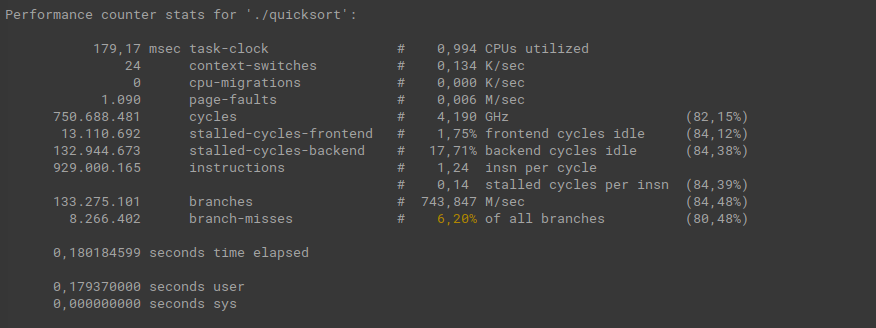 Performance counter stats for './quicksort':
179,17 msec task-clock # 0,994 CPUs utilized
24 context-switches # 0,134 K/sec
0 cpu-migrations # 0,000 K/sec
1.090 page-faults # 0,006 M/sec
750.688.481 cycles # 4,190 GHz (82,15%)
13.110.692 stalled-cycles-frontend # 1,75% frontend cycles idle (84,12%)
132.944.673 stalled-cycles-backend # 17,71% backend cycles idle (84,38%)
929.000.165 instructions # 1,24 insn per cycle
# 0,14 stalled cycles per insn (84,39%)
133.275.101 branches # 743,847 M/sec (84,48%)
8.266.402 branch-misses # 6,20% of all branches (80,48%)
0,180184599 seconds time elapsed
0,179370000 seconds user
0,000000000 seconds sys